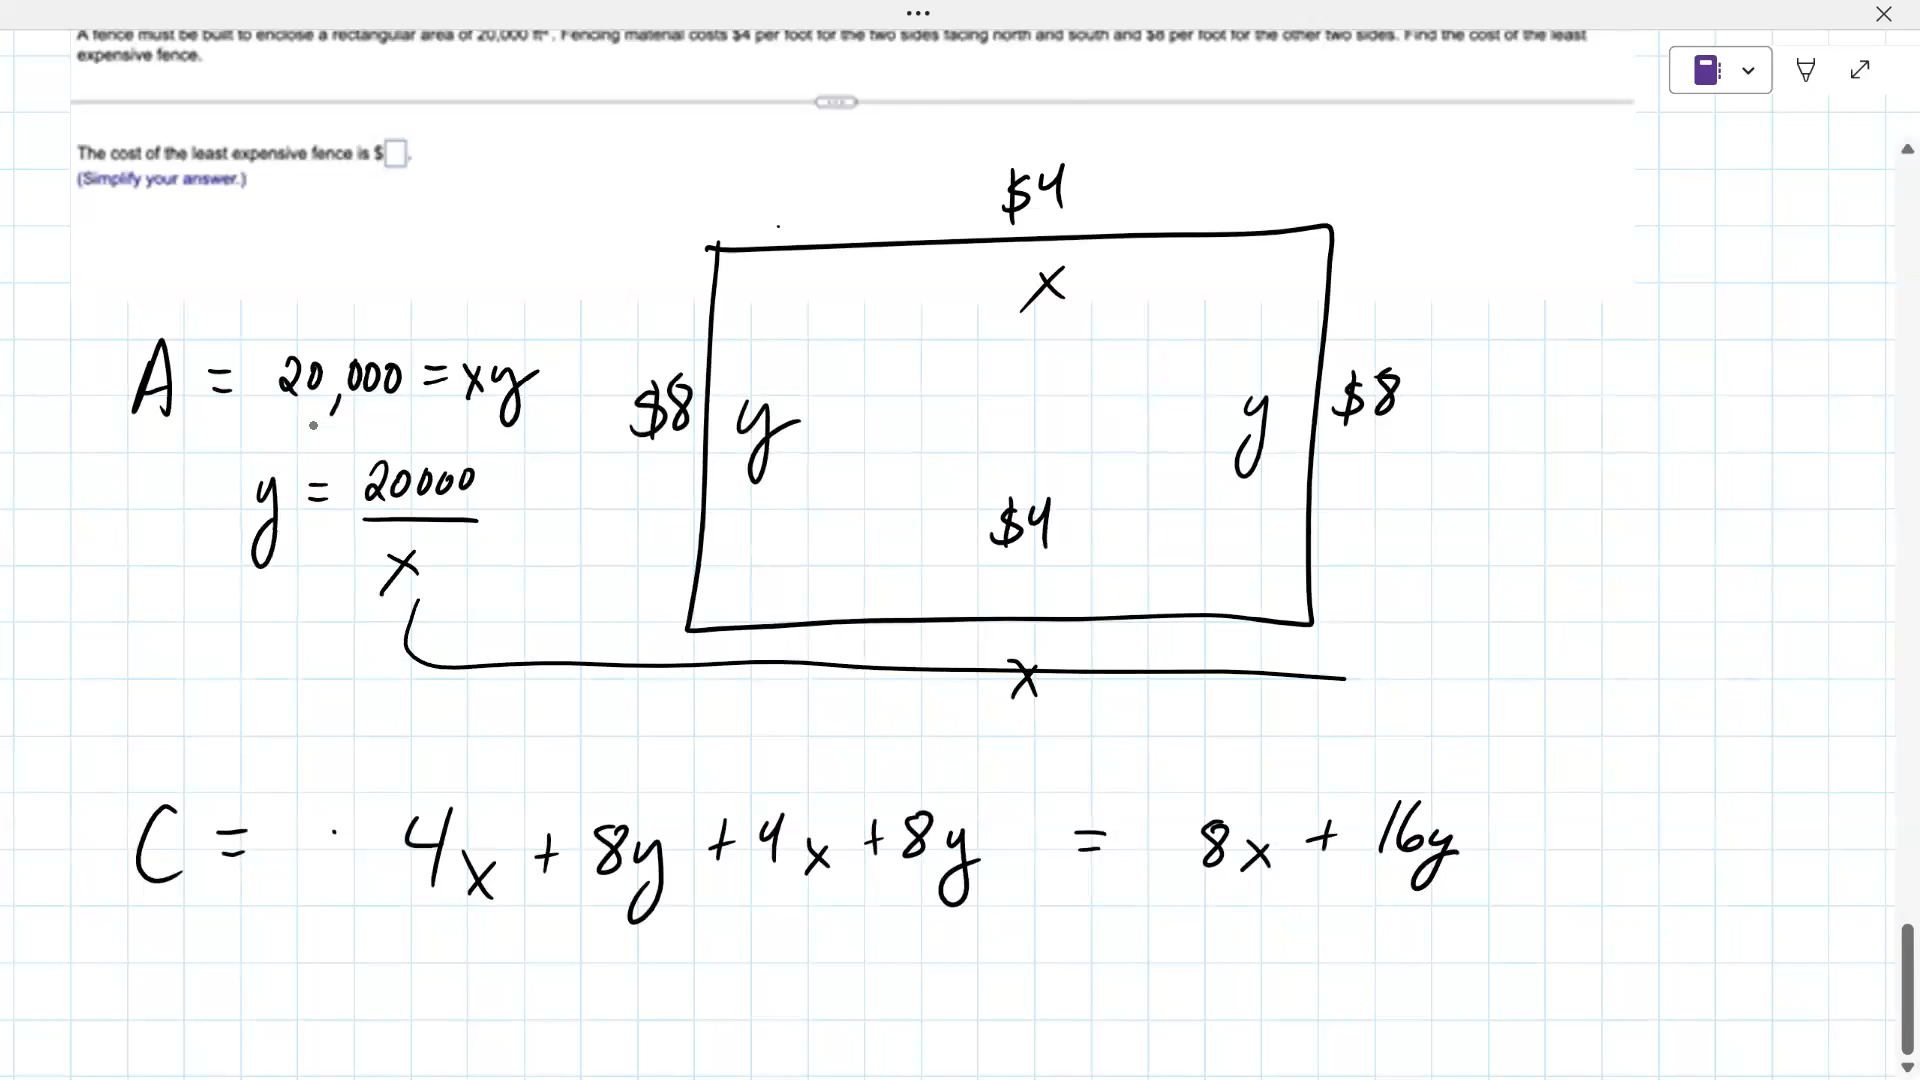 A fence must be built to enclose a rectangular area of 20,000 ft². Fencing material costs $4 per foot for the two sides facing north and south and $8 per foot for the other two sides. Find the cost of the least
expensive fence.
The cost of the least expensive fence is $ .
(Simplify your answer.)
$4
x
A = 20,000 = xy
$8 y
y $8
y = 20000/x
$4
x
C = 4x + 8y + 4x + 8y = 8x + 16y